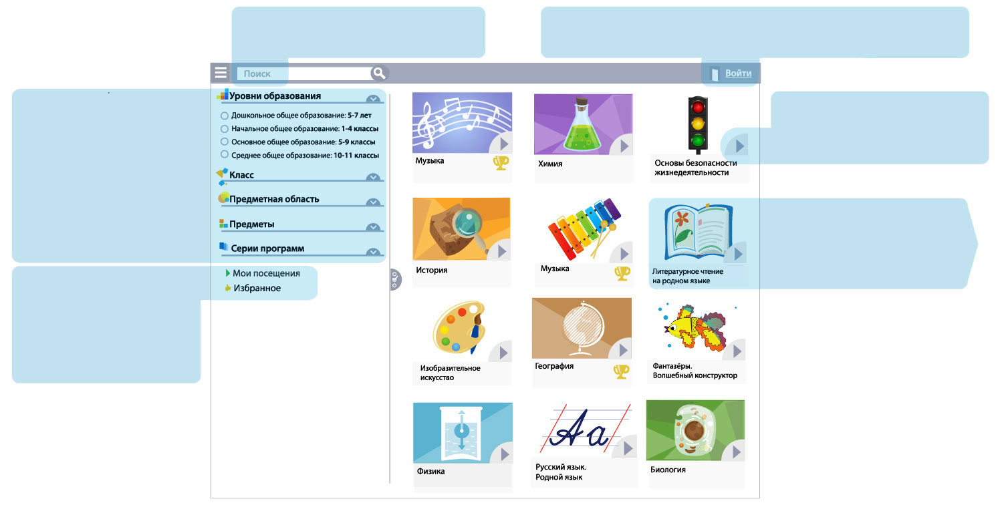 Поиск
Войти
Уровни образования
Дошкольное общее образование: 5-7 лет
Начальное общее образование: 1-4 классы
Основное общее образование: 5-9 классы
Среднее общее образование: 10-11 классы
Класс
Предметная область
Предметы
Серии программ
Мои посещения
Избранное
Музыка
Химия
Основы безопасности
жизнедеятельности
История
Музыка
Литературное чтение
на родном языке
Изобразительное
искусство
География
Фантазёры.
Волшебный конструктор
Физика
Аа
Русский язык.
Родной язык
Биология